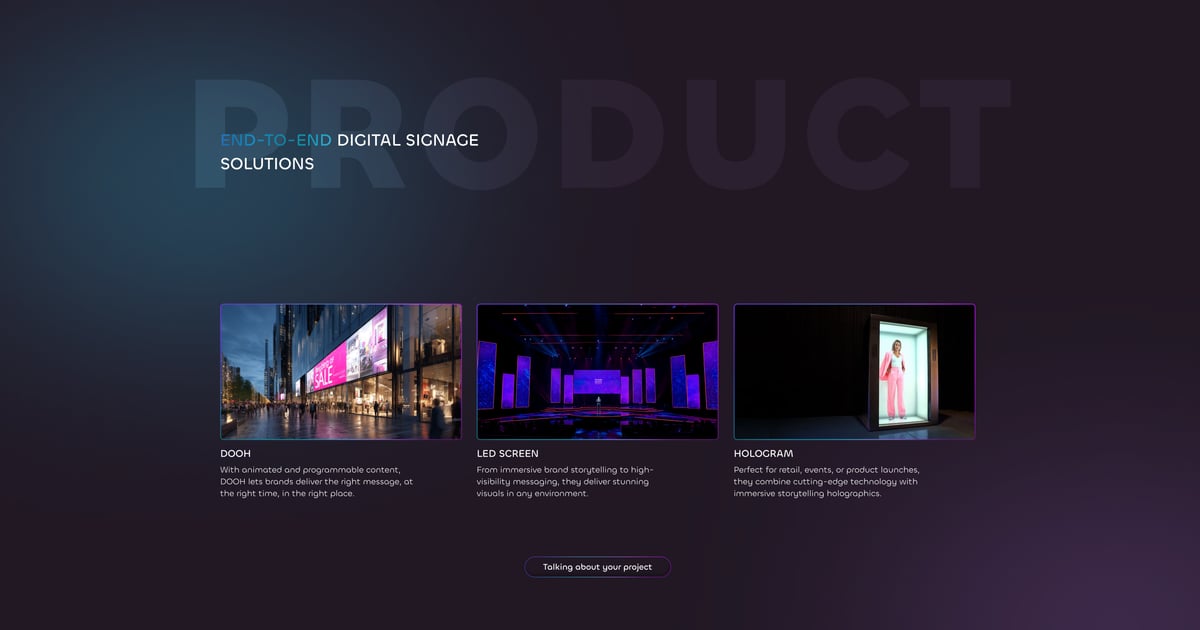 PRODUCT
END-TO-END DIGITAL SIGNAGE
SOLUTIONS
SALE
DOOH
With animated and programmable content,
DOOH lets brands deliver the right message, at
the right time, in the right place.
LED SCREEN
From immersive brand storytelling to high-
visibility messaging, they deliver stunning
visuals in any environment.
HOLOGRAM
Perfect for retail, events, or product launches,
they combine cutting-edge technology with
immersive storytelling holographics.
Talking about your project